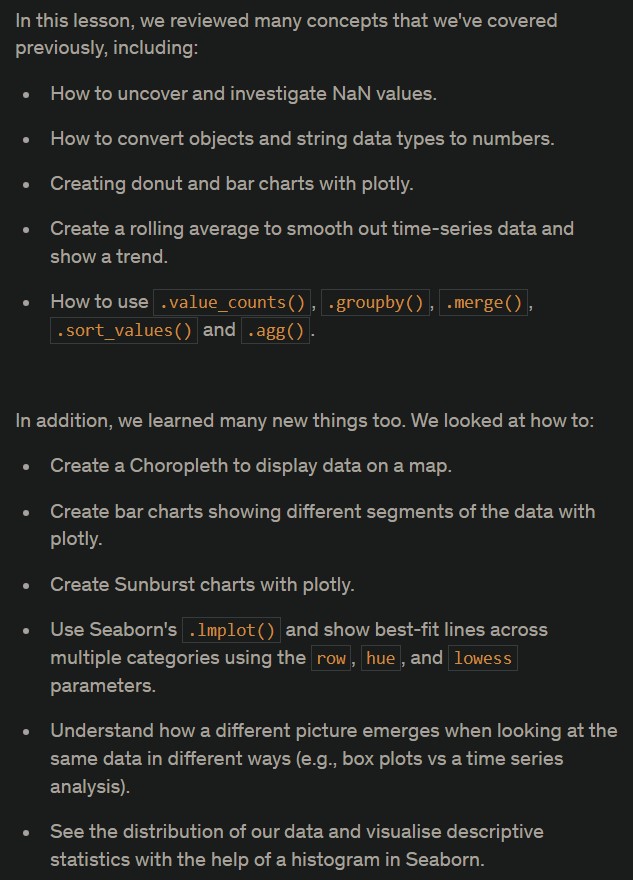 In this lesson, we reviewed many concepts that we've covered
previously, including:
• How to uncover and investigate NaN values.
• How to convert objects and string data types to numbers.
• Creating donut and bar charts with plotly.
• Create a rolling average to smooth out time-series data and
show a trend.
• How to use .value_counts(), .groupby(), .merge(),
.sort_values() and .agg().
In addition, we learned many new things too. We looked at how to:
• Create a Choropleth to display data on a map.
• Create bar charts showing different segments of the data with
plotly.
• Create Sunburst charts with plotly.
• Use Seaborn's .lmplot() and show best-fit lines across
multiple categories using the row, hue, and lowess
parameters.
• Understand how a different picture emerges when looking at the
same data in different ways (e.g., box plots vs a time series
analysis).
• See the distribution of our data and visualise descriptive
statistics with the help of a histogram in Seaborn.